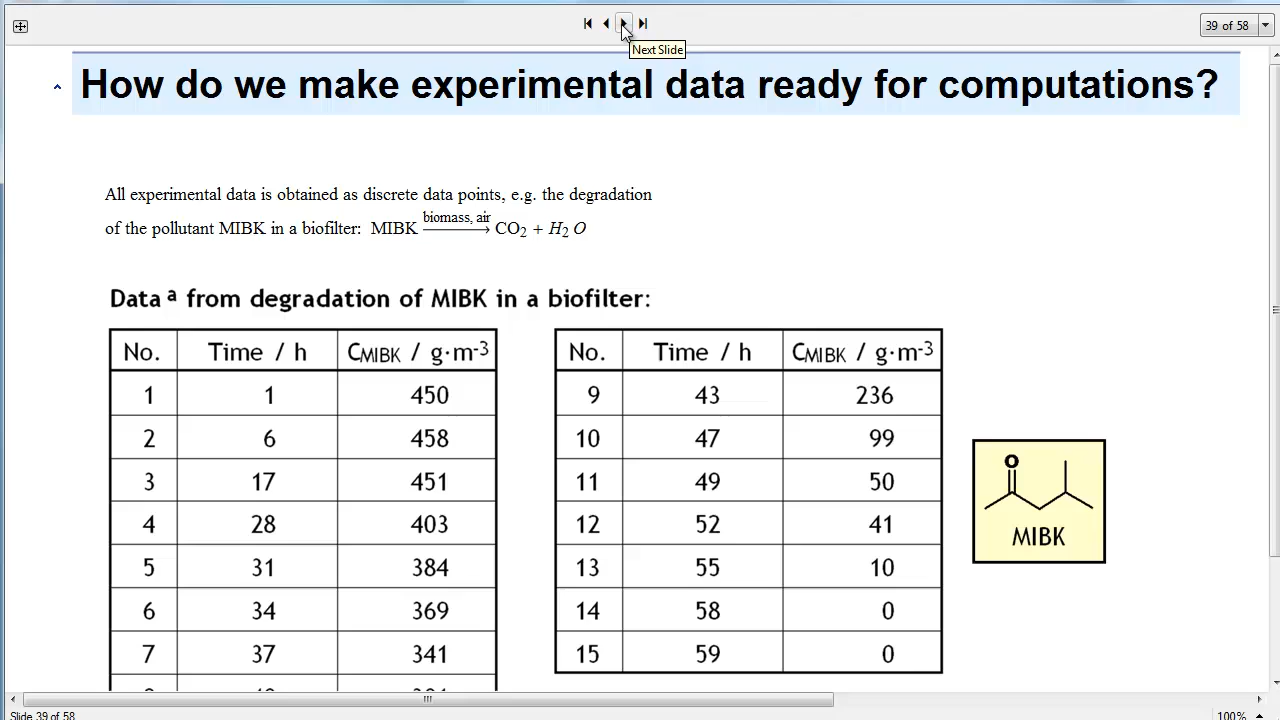 39 of 58
Next Slide
How do we make experimental data ready for computations?
All experimental data is obtained as discrete data points, e.g. the degradation
of the pollutant MIBK in a biofilter: MIBK biomass, air CO2 + H2 O
Data a from degradation of MIBK in a biofilter:
No. Time / h CMIBK / g·m-3
1 1 450
2 6 458
3 17 451
4 28 403
5 31 384
6 34 369
7 37 341
No. Time / h CMIBK / g·m-3
9 43 236
10 47 99
11 49 50
12 52 41
13 55 10
14 58 0
15 59 0
O
MIBK
Slide 39 of 58
100%